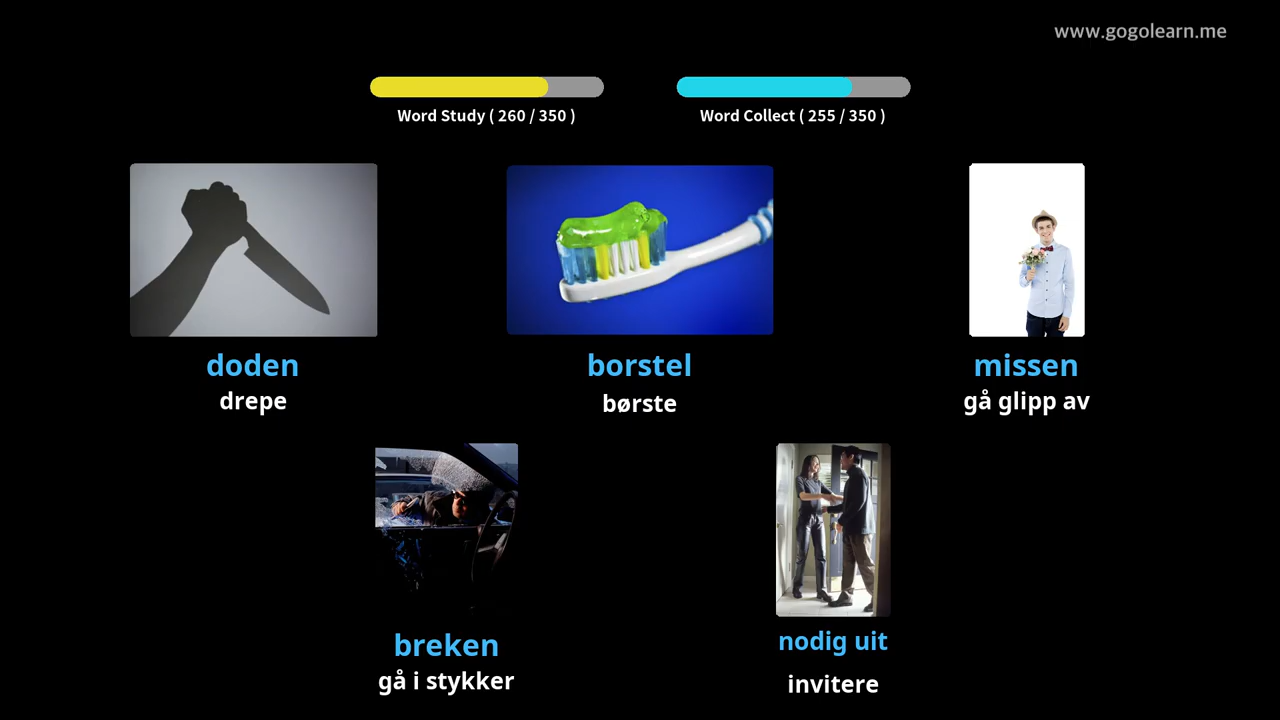 www.gogolearn.me
Word Study ( 260 / 350 )
Word Collect ( 255 / 350 )
doden
drepe
borstel
børste
missen
gå glipp av
breken
gå i stykker
nodig uit
invitere